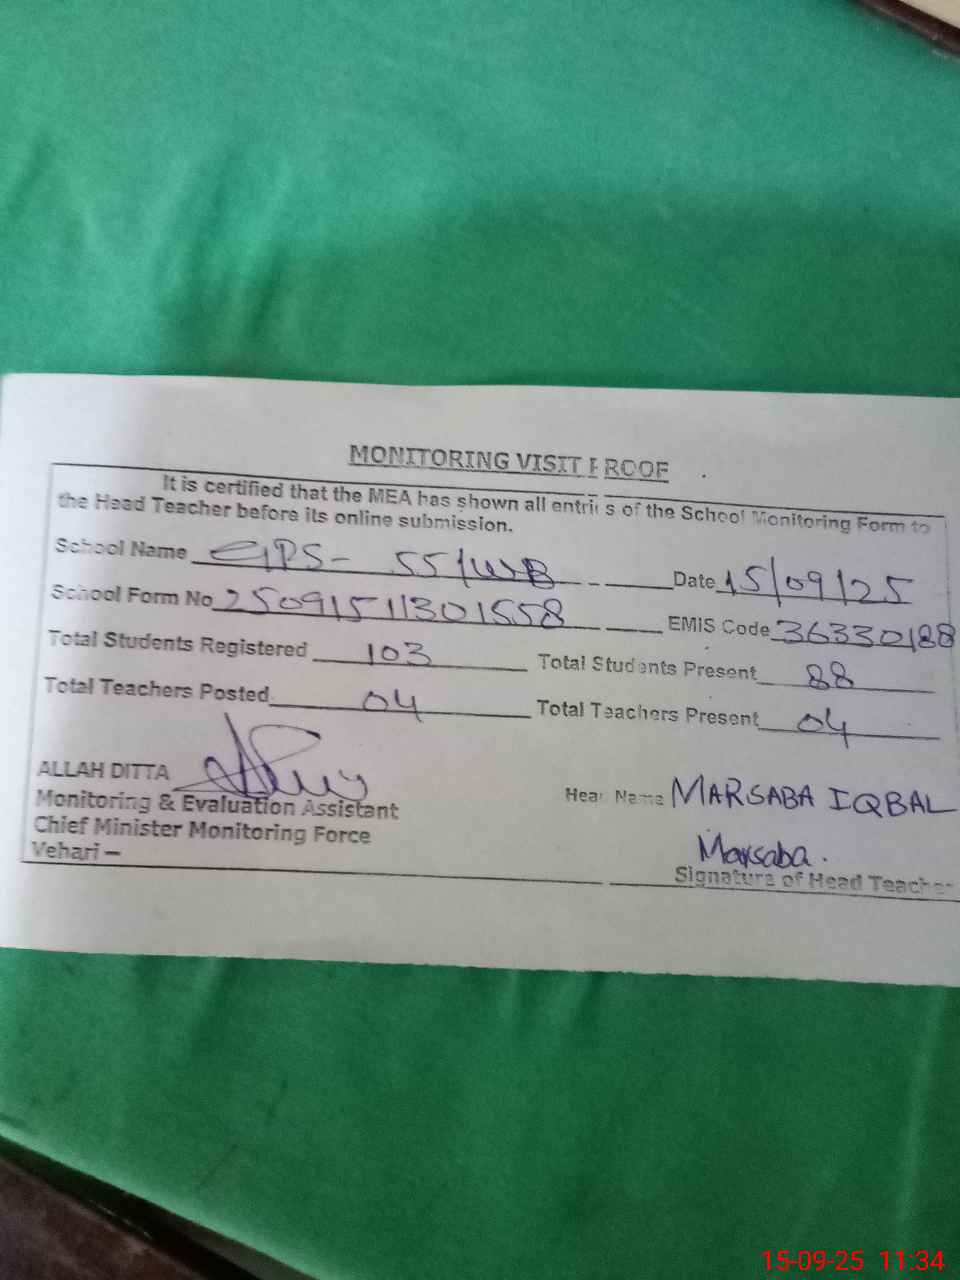 MONITORING VISIT PROOF
It is certified that the MEA has shown all entries of the School Monitoring Form to
the Head Teacher before its online submission.
School Name GPS- 55/WB Date 15/09/25
School Form No 25091511301558 EMIS Code 36330188
Total Students Registered 103 Total Students Present 88
Total Teachers Posted 04 Total Teachers Present 04
ALLAH DITTA
Monitoring & Evaluation Assistant
Chief Minister Monitoring Force
Vehari –
Head Name MARSABA IQBAL
Marsaba.
Signature of Head Teacher
15-09-25 11:34